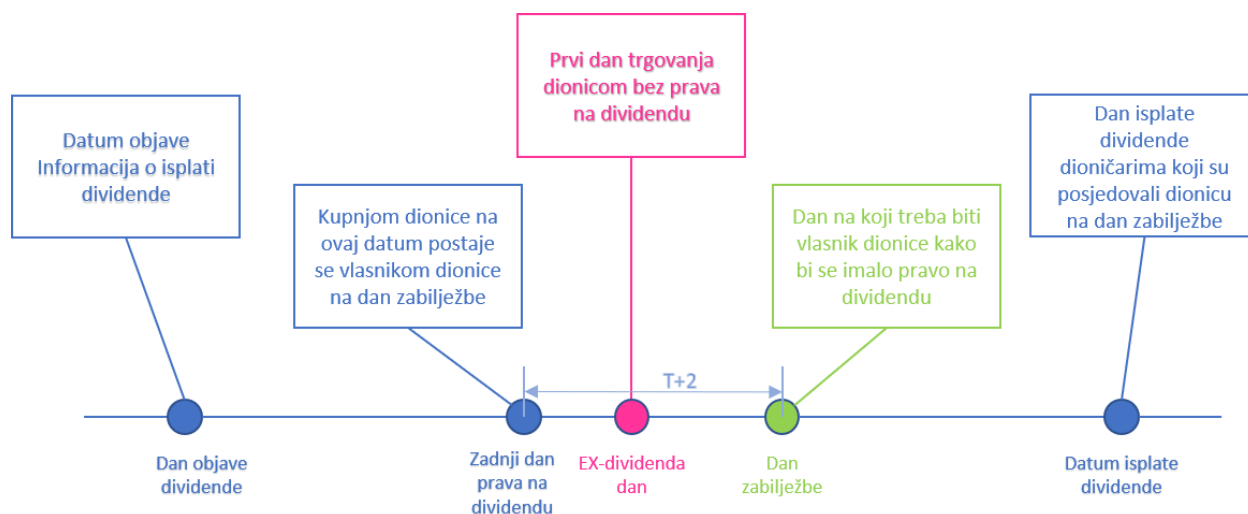 Datum objave
Informacija o isplati
dividende
Kupnjom dionice na
ovaj datum postaje
se vlasnikom dionice
na dan zabilježbe
Prvi dan trgovanja
dionicom bez prava
na dividendu
Dan na koji treba biti
vlasnik dionice kako
bi se imalo pravo na
dividendu
Dan isplate
dividende
dioničarima koji su
posjedovali dionicu
na dan zabilježbe
T+2
Dan objave
dividende
Zadnji dan
prava na
dividendu
EX-dividenda
dan
Dan
zabilježbe
Datum isplate
dividende